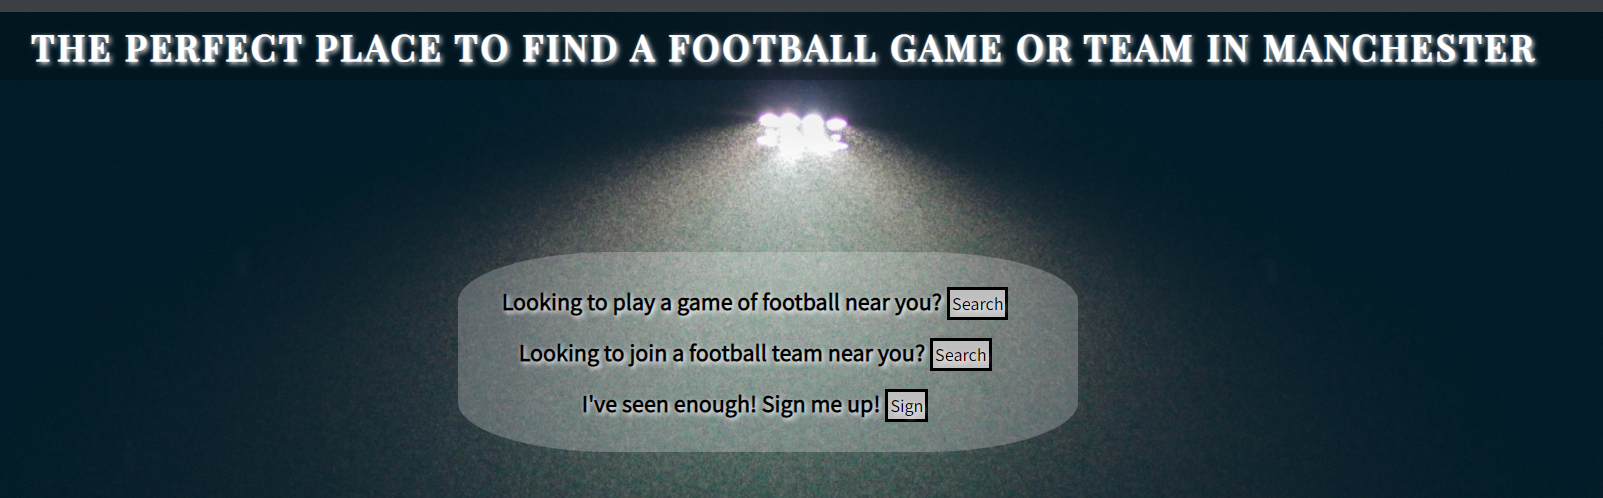 THE PERFECT PLACE TO FIND A FOOTBALL GAME OR TEAM IN MANCHESTER
Looking to play a game of football near you? Search
Looking to join a football team near you? Search
I've seen enough! Sign me up! Sign